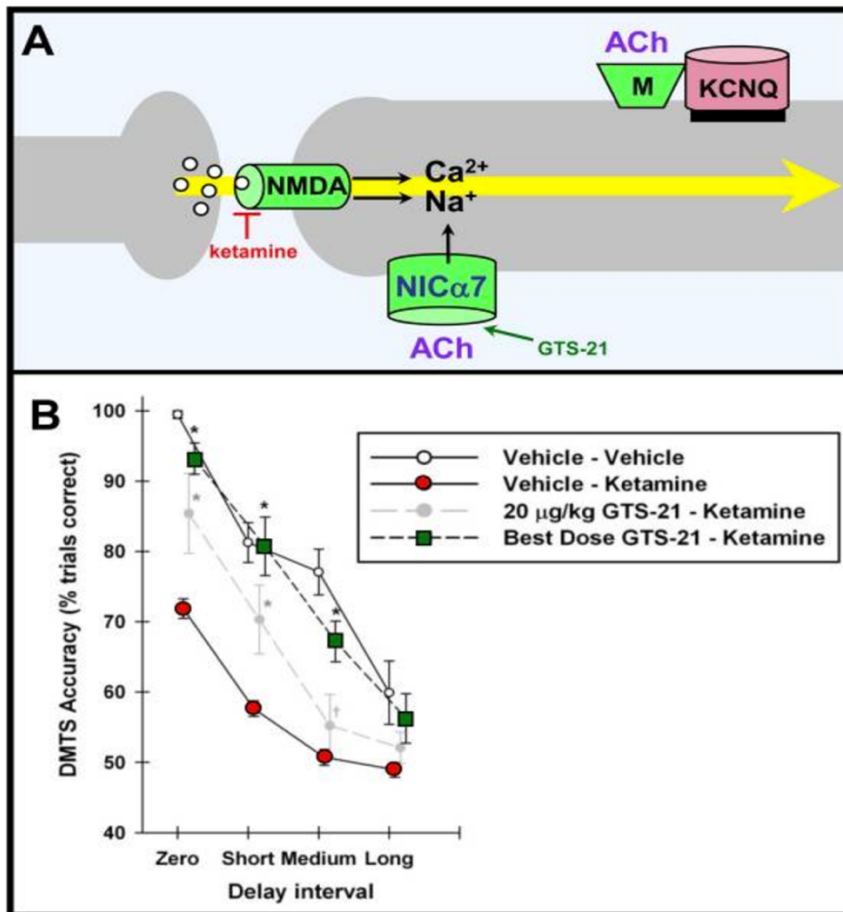 A
ACh
M
KCNQ
NMDA
Ca²⁺
Na⁺
ketamine
NICα7
ACh
GTS-21
B
DMTS Accuracy (% trials correct)
100
90
80
70
60
50
40
*
*
*
*
*
†
Vehicle - Vehicle
Vehicle - Ketamine
20 µg/kg GTS-21 - Ketamine
Best Dose GTS-21 - Ketamine
Zero Short Medium Long
Delay interval